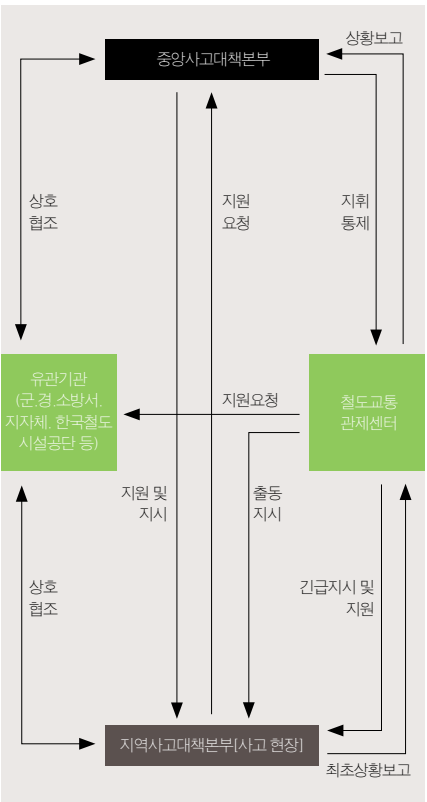 상황보고
중앙사고대책본부
상호
협조
지원
요청
지휘
통제
유관기관
(군.경.소방서.
지자체. 한국철도
시설공단 등)
지원요청
철도교통
관제센터
지원 및
지시
출동
지시
상호
협조
긴급지시 및
지원
지역사고대책본부[사고 현장]
최초상황보고